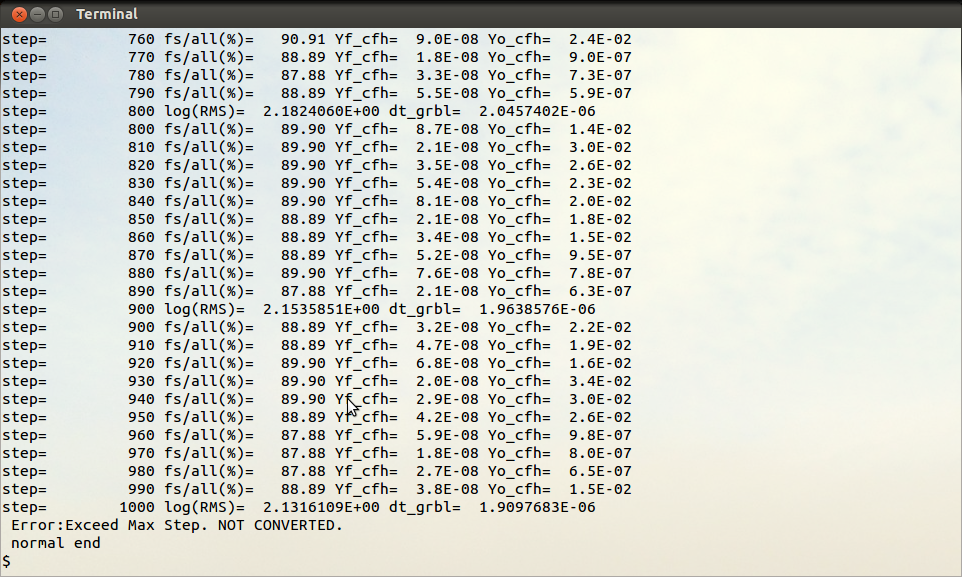 Terminal
step=         760 fs/all(%)=   90.91 Yf_cfh=  9.0E-08 Yo_cfh=  2.4E-02
step=         770 fs/all(%)=   88.89 Yf_cfh=  1.8E-08 Yo_cfh=  9.0E-07
step=         780 fs/all(%)=   87.88 Yf_cfh=  3.3E-08 Yo_cfh=  7.3E-07
step=         790 fs/all(%)=   88.89 Yf_cfh=  5.5E-08 Yo_cfh=  5.9E-07
step=         800 log(RMS)=  2.1824060E+00 dt_grbl=  2.0457402E-06
step=         800 fs/all(%)=   89.90 Yf_cfh=  8.7E-08 Yo_cfh=  1.4E-02
step=         810 fs/all(%)=   89.90 Yf_cfh=  2.1E-08 Yo_cfh=  3.0E-02
step=         820 fs/all(%)=   89.90 Yf_cfh=  3.5E-08 Yo_cfh=  2.6E-02
step=         830 fs/all(%)=   89.90 Yf_cfh=  5.4E-08 Yo_cfh=  2.3E-02
step=         840 fs/all(%)=   89.90 Yf_cfh=  8.1E-08 Yo_cfh=  2.0E-02
step=         850 fs/all(%)=   88.89 Yf_cfh=  2.1E-08 Yo_cfh=  1.8E-02
step=         860 fs/all(%)=   88.89 Yf_cfh=  3.4E-08 Yo_cfh=  1.5E-02
step=         870 fs/all(%)=   88.89 Yf_cfh=  5.2E-08 Yo_cfh=  9.5E-07
step=         880 fs/all(%)=   89.90 Yf_cfh=  7.6E-08 Yo_cfh=  7.8E-07
step=         890 fs/all(%)=   87.88 Yf_cfh=  2.1E-08 Yo_cfh=  6.3E-07
step=         900 log(RMS)=  2.1535851E+00 dt_grbl=  1.9638576E-06
step=         900 fs/all(%)=   88.89 Yf_cfh=  3.2E-08 Yo_cfh=  2.2E-02
step=         910 fs/all(%)=   88.89 Yf_cfh=  4.7E-08 Yo_cfh=  1.9E-02
step=         920 fs/all(%)=   89.90 Yf_cfh=  6.8E-08 Yo_cfh=  1.6E-02
step=         930 fs/all(%)=   89.90 Yf_cfh=  2.0E-08 Yo_cfh=  3.4E-02
step=         940 fs/all(%)=   89.90 Yf_cfh=  2.9E-08 Yo_cfh=  3.0E-02
step=         950 fs/all(%)=   88.89 Yf_cfh=  4.2E-08 Yo_cfh=  2.6E-02
step=         960 fs/all(%)=   87.88 Yf_cfh=  5.9E-08 Yo_cfh=  9.8E-07
step=         970 fs/all(%)=   87.88 Yf_cfh=  1.8E-08 Yo_cfh=  8.0E-07
step=         980 fs/all(%)=   87.88 Yf_cfh=  2.7E-08 Yo_cfh=  6.5E-07
step=         990 fs/all(%)=   88.89 Yf_cfh=  3.8E-08 Yo_cfh=  1.5E-02
step=        1000 log(RMS)=  2.1316109E+00 dt_grbl=  1.9097683E-06
 Error:Exceed Max Step. NOT CONVERTED.
 normal end
$